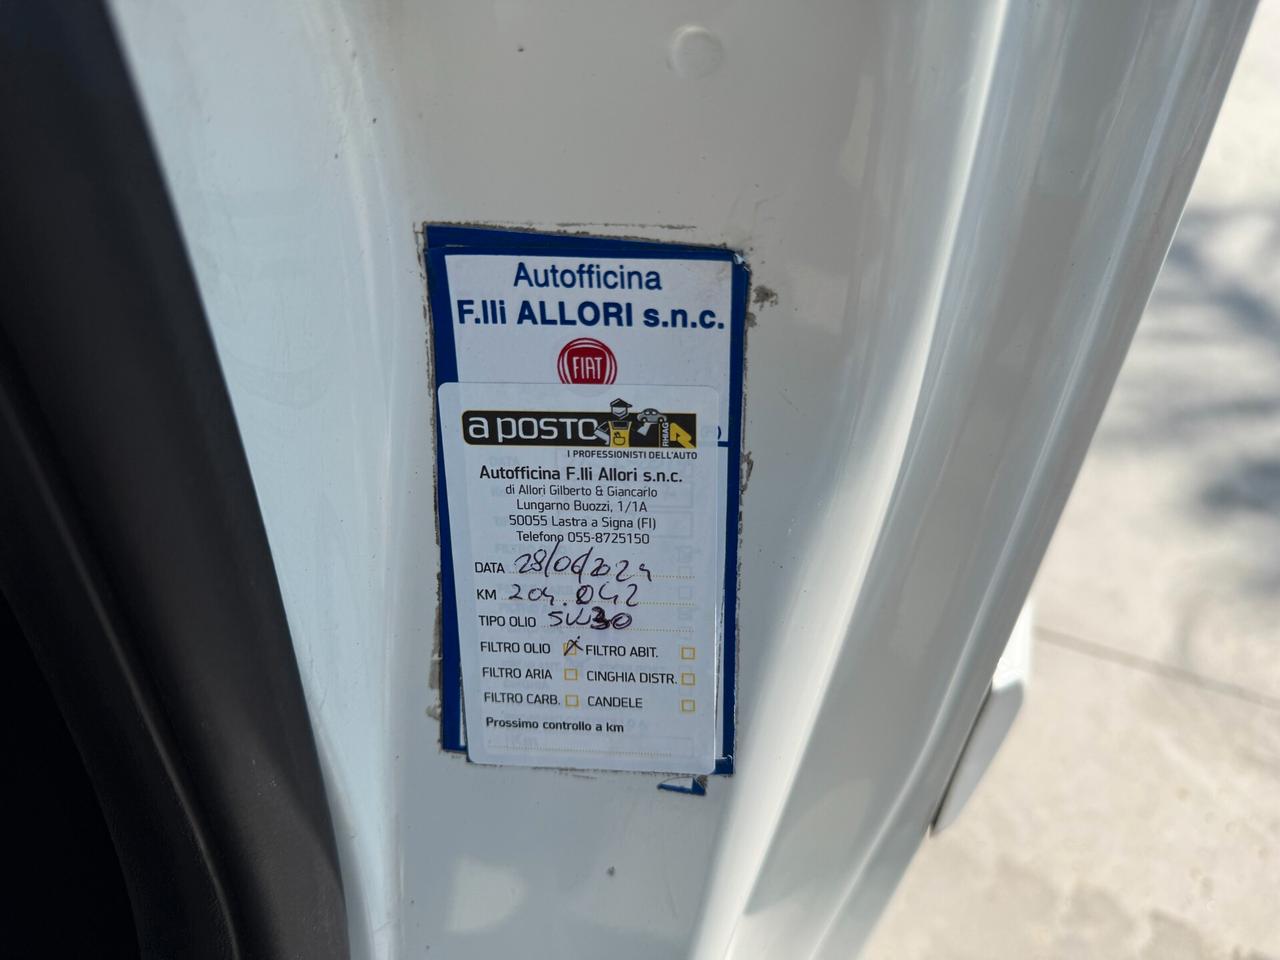 Autofficina
F.lli ALLORI s.n.c.
FIAT
a posto
RHIAG
I PROFESSIONISTI DELL'AUTO
Autofficina F.lli Allori s.n.c.
di Allori Gilberto & Giancarlo
Lungarno Buozzi, 1/1A
50055 Lastra a Signa (FI)
Telefono 055-8725150
DATA 28/06/2024
KM 204.042
TIPO OLIO 5W30
FILTRO OLIO FILTRO ABIT.
FILTRO ARIA CINGHIA DISTR.
FILTRO CARB. CANDELE
Prossimo controllo a km